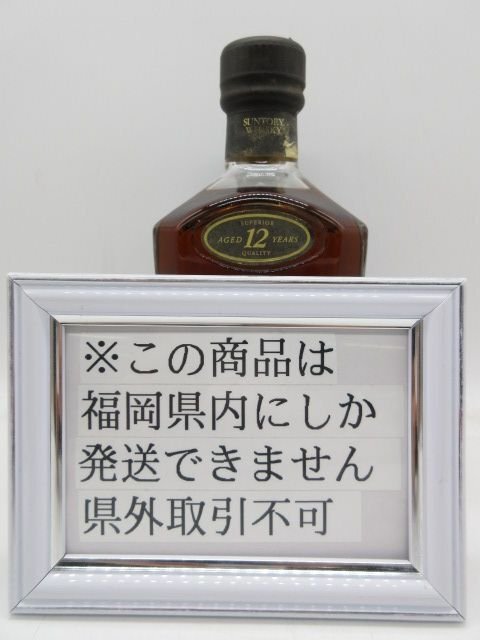 SUNTORY
WHISKY
SUPERIOR
AGED 12 YEARS
QUALITY
※この商品は
福岡県内にしか
発送できません
県外取引不可